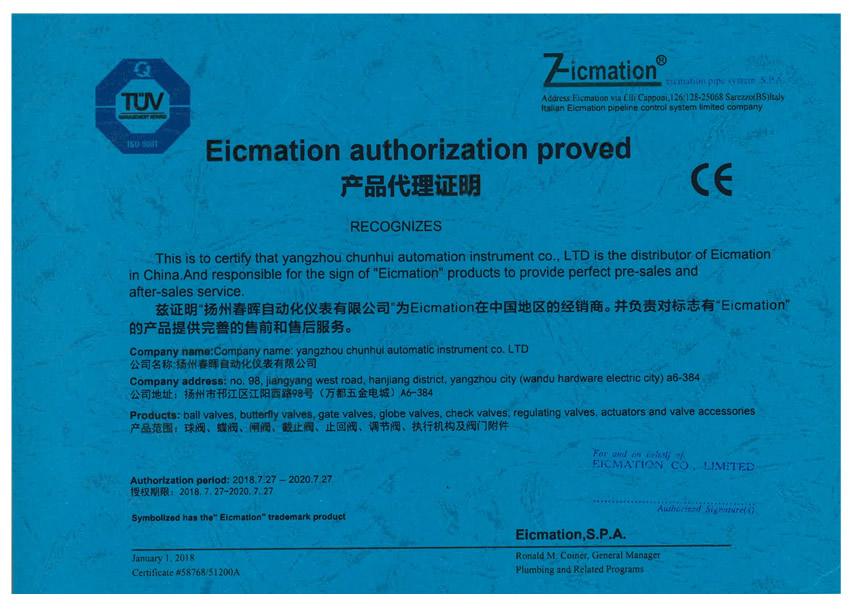 TÜV
MANAGEMENT SERVICE
ISO 9001
Eicmation®
eicmation pipe system S.P.A.
Address:Eicmation via f.lli Capponi,126/128-25068 Sarezzo(BS)Italy
Italian Eicmation pipeline control system limited company
Eicmation authorization proved
产品代理证明
CE
RECOGNIZES
This is to certify that yangzhou chunhui automation instrument co., LTD is the distributor of Eicmation
in China.And responsible for the sign of "Eicmation" products to provide perfect pre-sales and
after-sales service.
兹证明"扬州春晖自动化仪表有限公司"为Eicmation在中国地区的经销商。并负责对标志有"Eicmation"
的产品提供完善的售前和售后服务。
Company name:Company name: yangzhou chunhui automatic instrument co. LTD
公司名称:扬州春晖自动化仪表有限公司
Company address: no. 98, jiangyang west road, hanjiang district, yangzhou city (wandu hardware electric city) a6-384
公司地址：扬州市邗江区江阳西路98号（万都五金电城）A6-384
Products: ball valves, butterfly valves, gate valves, globe valves, check valves, regulating valves, actuators and valve accessories
产品范围：球阀、蝶阀、闸阀、截止阀、止回阀、调节阀、执行机构及阀门附件
For and on behalf of
EICMATION CO., LIMITED
Authorized Signature(s)
Authorization period: 2018.7.27 – 2020.7.27
授权期限：2018.7.27-2020.7.27
Symbolized has the" Eicmation" trademark product
Eicmation,S.P.A.
January 1, 2018
Certificate #58768/51200A
Ronald M. Coiner, General Manager
Plumbing and Related Programs